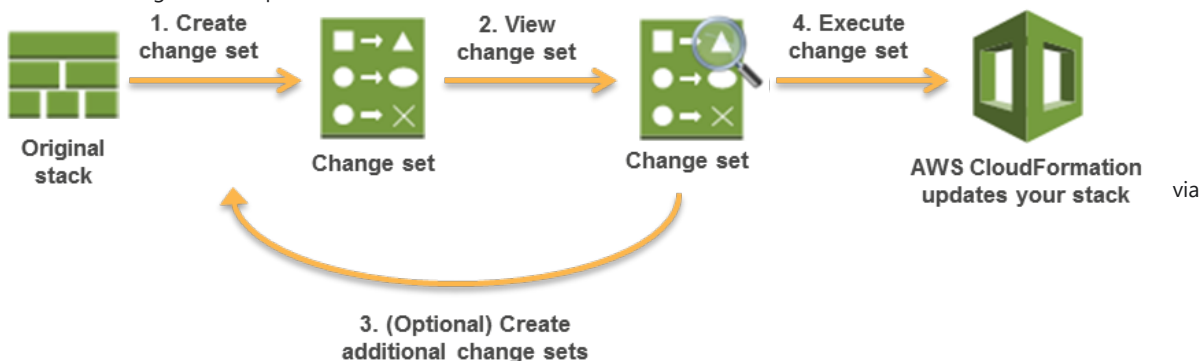 1. Create
change set
2. View
change set
4. Execute
change set
Original
stack
Change set
Change set
AWS CloudFormation
updates your stack
via
3. (Optional) Create
additional change sets